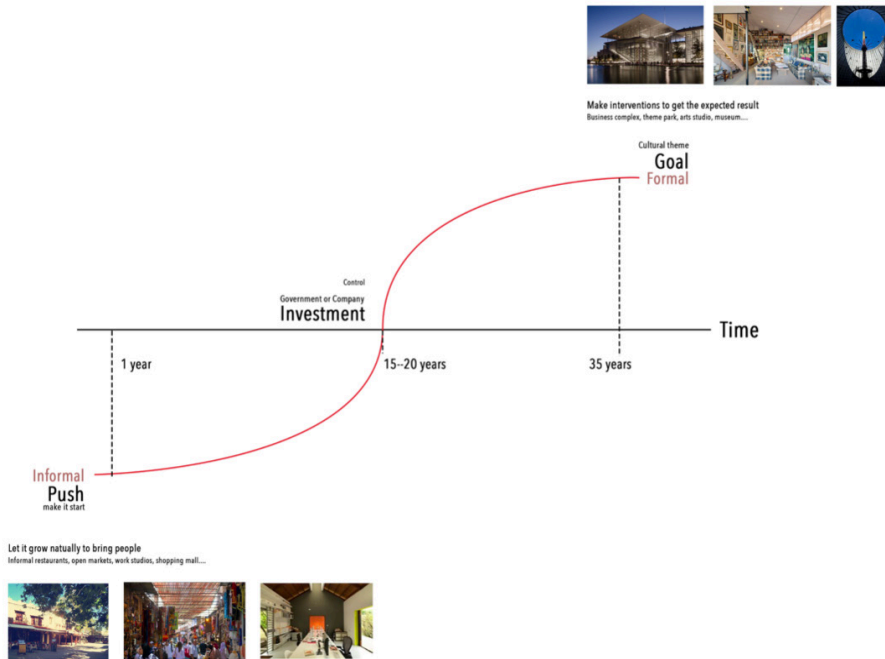 Make interventions to get the expected result
Business complex, theme park, arts studio, museum....
Cultural theme
Goal
Formal
Control
Government or Company
Investment
Time
1 year
15--20 years
35 years
Informal
Push
make it start
Let it grow natually to bring people
Informal restaurants, open markets, work studios, shopping mall....